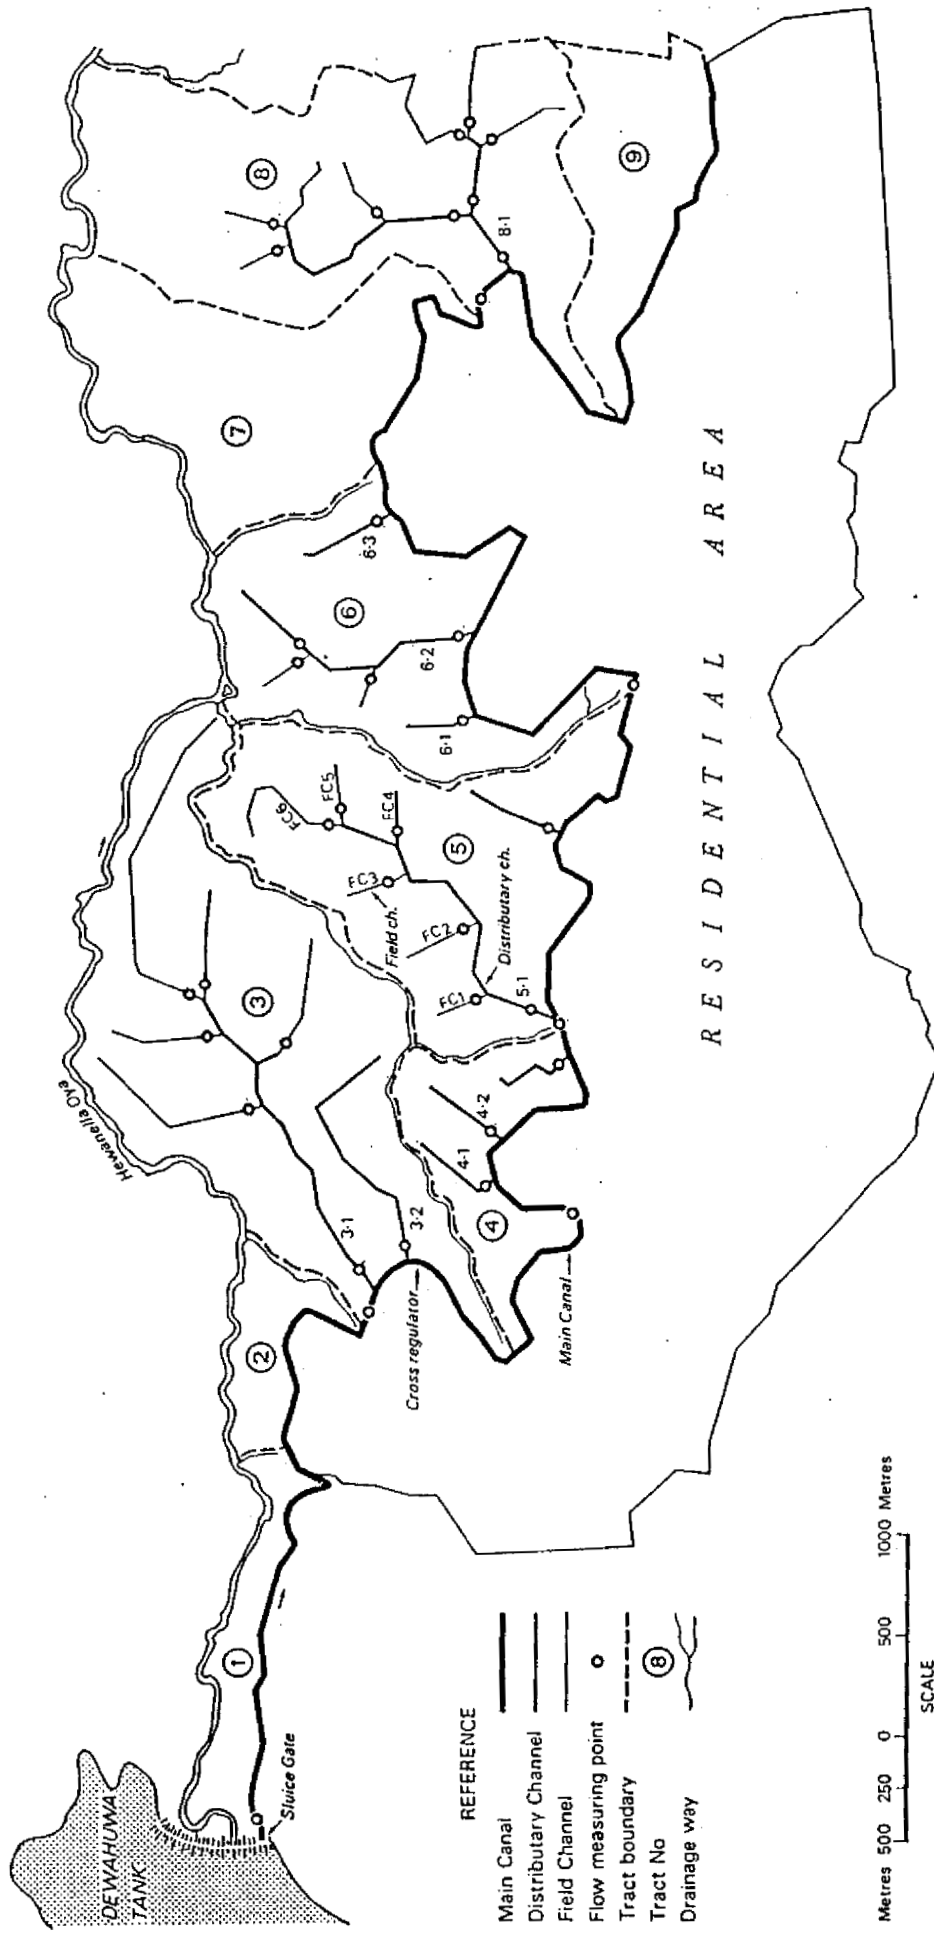 DEWAHUWA
TANK
Sluice Gate
Hewanella Oya
1
2
3
4
5
6
7
8
9
3·1
3·2
Cross regulator
Main Canal
4·1
4·2
5·1
FC1
FC2
FC3
FC4
FC5
FC6
Field ch.
Distributary ch.
6·1
6·2
6·3
8·1
RESIDENTIAL AREA
REFERENCE
Main Canal
Distributary Channel
Field Channel
Flow measuring point
Tract boundary
Tract No 8
Drainage way
Metres 500 250 0 500 1000 Metres
SCALE